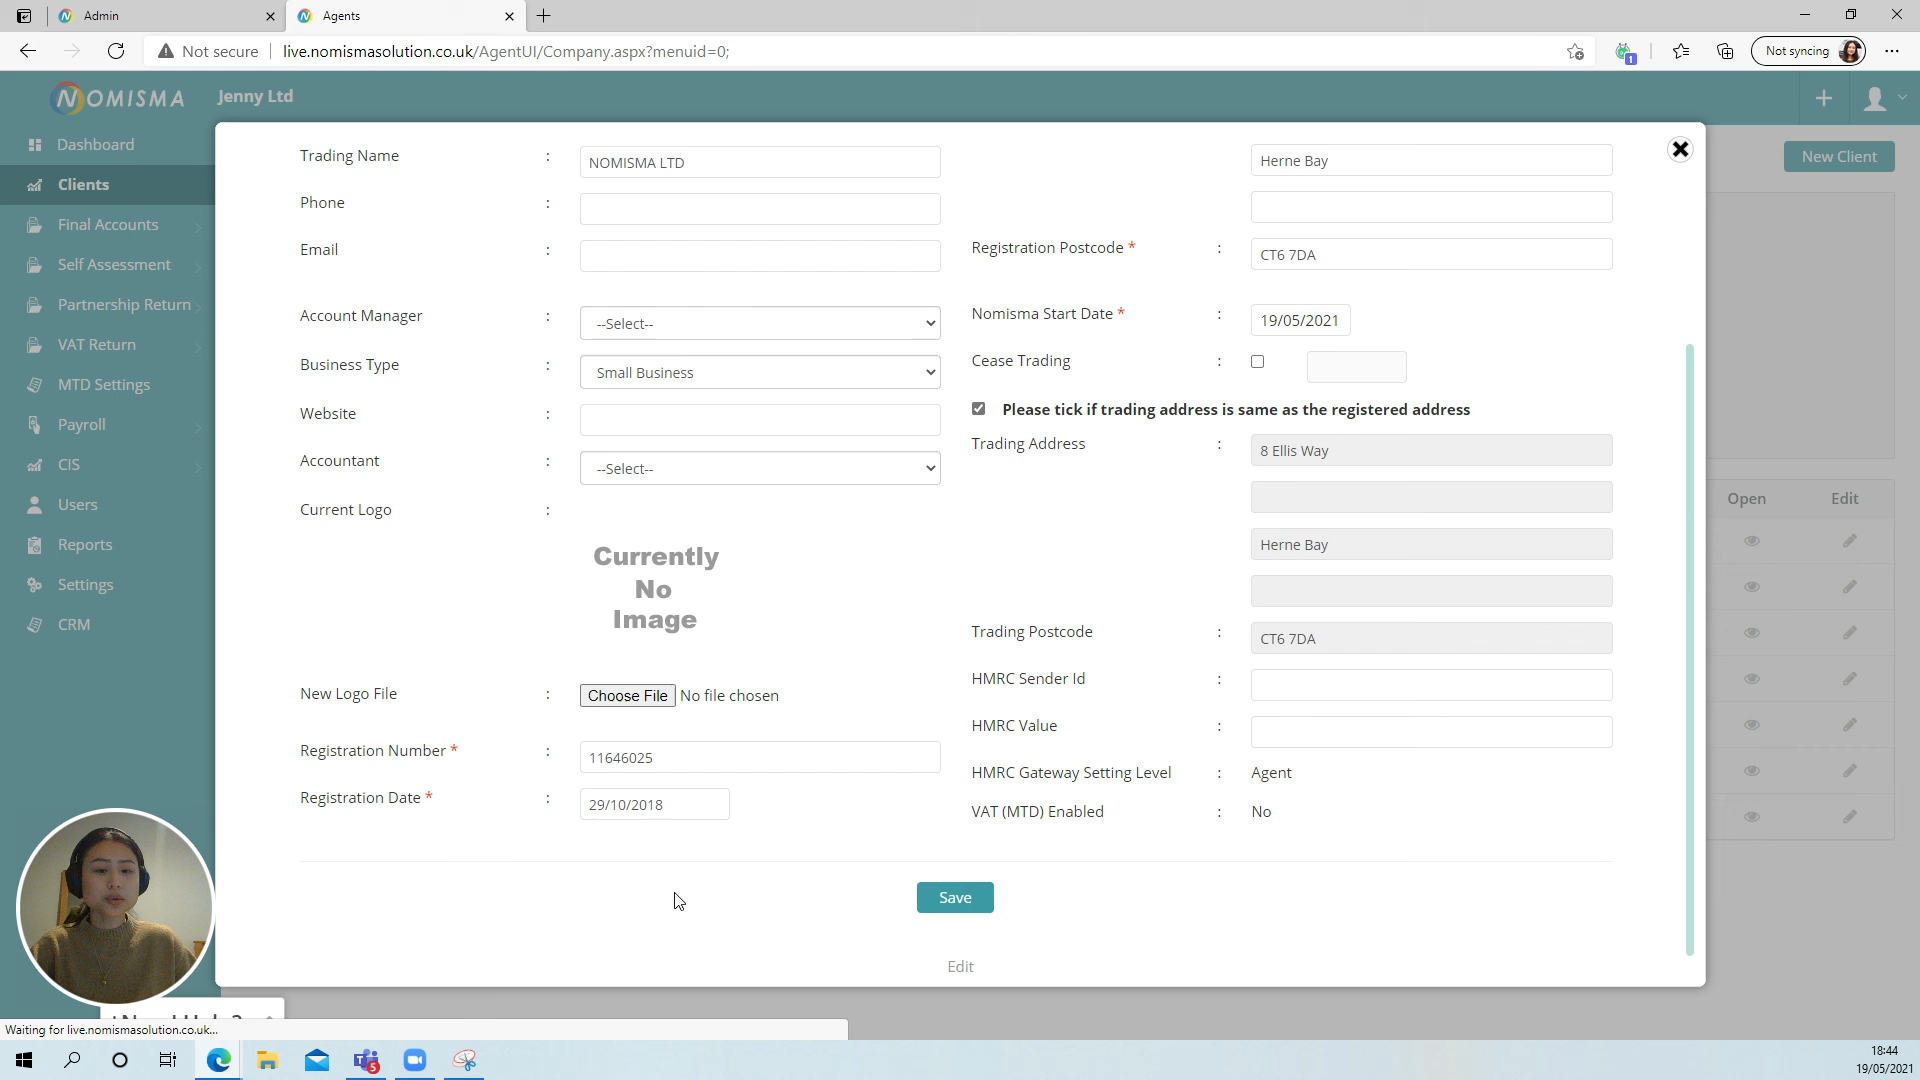 Admin
Agents
Not secure
live.nomismasolution.co.uk/AgentUI/Company.aspx?menuid=0;
1
Not syncing
NOMISMA
Jenny Ltd
Dashboard
Clients
Final Accounts
Self Assessment
Partnership Return
VAT Return
MTD Settings
Payroll
CIS
Users
Reports
Settings
CRM
New Client
Open Edit
Trading Name : NOMISMA LTD
Phone :
Email :
Account Manager : --Select--
Business Type : Small Business
Website :
Accountant : --Select--
Current Logo :
Currently
No
Image
New Logo File : Choose File No file chosen
Registration Number * : 11646025
Registration Date * : 29/10/2018
Herne Bay
Registration Postcode * : CT6 7DA
Nomisma Start Date * : 19/05/2021
Cease Trading :
Please tick if trading address is same as the registered address
Trading Address : 8 Ellis Way
Herne Bay
Trading Postcode : CT6 7DA
HMRC Sender Id :
HMRC Value :
HMRC Gateway Setting Level : Agent
VAT (MTD) Enabled : No
Save
Edit
Waiting for live.nomismasolution.co.uk...
5
18:44
19/05/2021